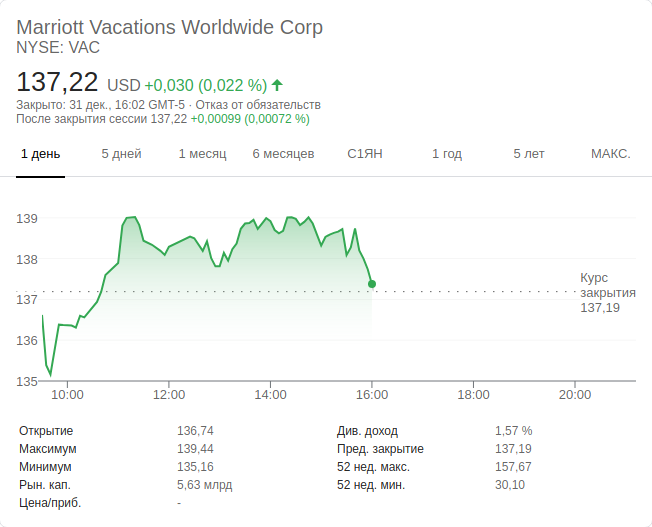 Marriott Vacations Worldwide Corp
NYSE: VAC
137,22 USD +0,030 (0,022 %)
Закрыто: 31 дек., 16:02 GMT-5 · Отказ от обязательств
После закрытия сессии 137,22 +0,00099 (0,00072 %)
1 день 5 дней 1 месяц 6 месяцев С1ЯН 1 год 5 лет МАКС.
139
138
137
136
135
Курс
закрытия
137,19
10:00 12:00 14:00 16:00 18:00 20:00
Открытие 136,74 Див. доход 1,57 %
Максимум 139,44 Пред. закрытие 137,19
Минимум 135,16 52 нед. макс. 157,67
Рын. кап. 5,63 млрд 52 нед. мин. 30,10
Цена/приб. -